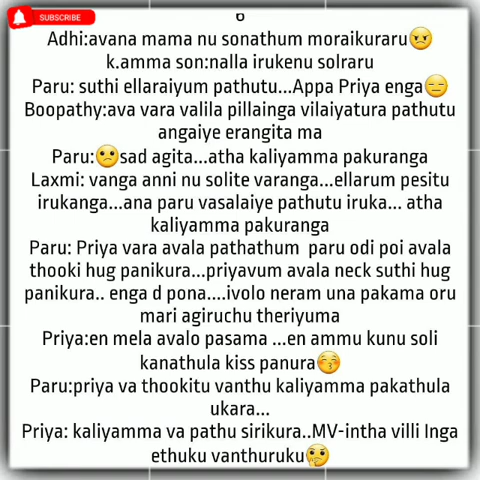 SUBSCRIBE
6
Adhi:avana mama nu sonathum moraikuraru😠
k.amma son:nalla irukenu solraru
Paru: suthi ellaraiyum pathutu...Appa Priya enga😑
Boopathy:ava vara valila pillainga vilaiyatura pathutu
angaiye erangita ma
Paru:🙁sad agita...atha kaliyamma pakuranga
Laxmi: vanga anni nu solite varanga...ellarum pesitu
irukanga...ana paru vasalaiye pathutu iruka... atha
kaliyamma pakuranga
Paru: Priya vara avala pathathum paru odi poi avala
thooki hug panikura...priyavum avala neck suthi hug
panikura.. enga d pona....ivolo neram una pakama oru
mari agiruchu theriyuma
Priya:en mela avalo pasama ...en ammu kunu soli
kanathula kiss panura😚
Paru:priya va thookitu vanthu kaliyamma pakathula
ukara...
Priya: kaliyamma va pathu sirikura..MV-intha villi Inga
ethuku vanthuruku🤔